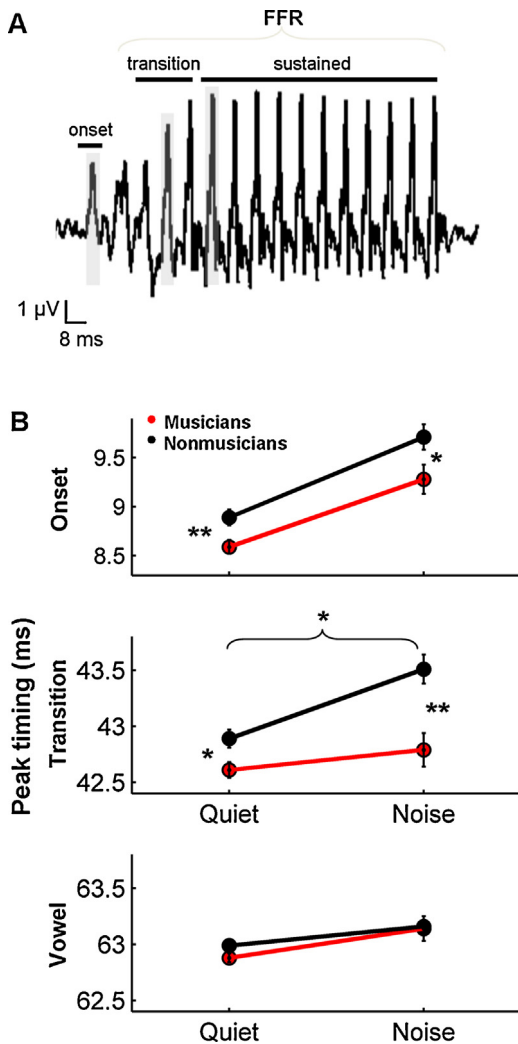 A
FFR
transition sustained
onset
1 µV
8 ms
B
Musicians
Nonmusicians
9.5
9
8.5
Onset
**
*
Peak timing (ms)
Transition
*
43.5
43
42.5
*
**
Quiet Noise
Vowel
63.5
63
62.5
Quiet Noise